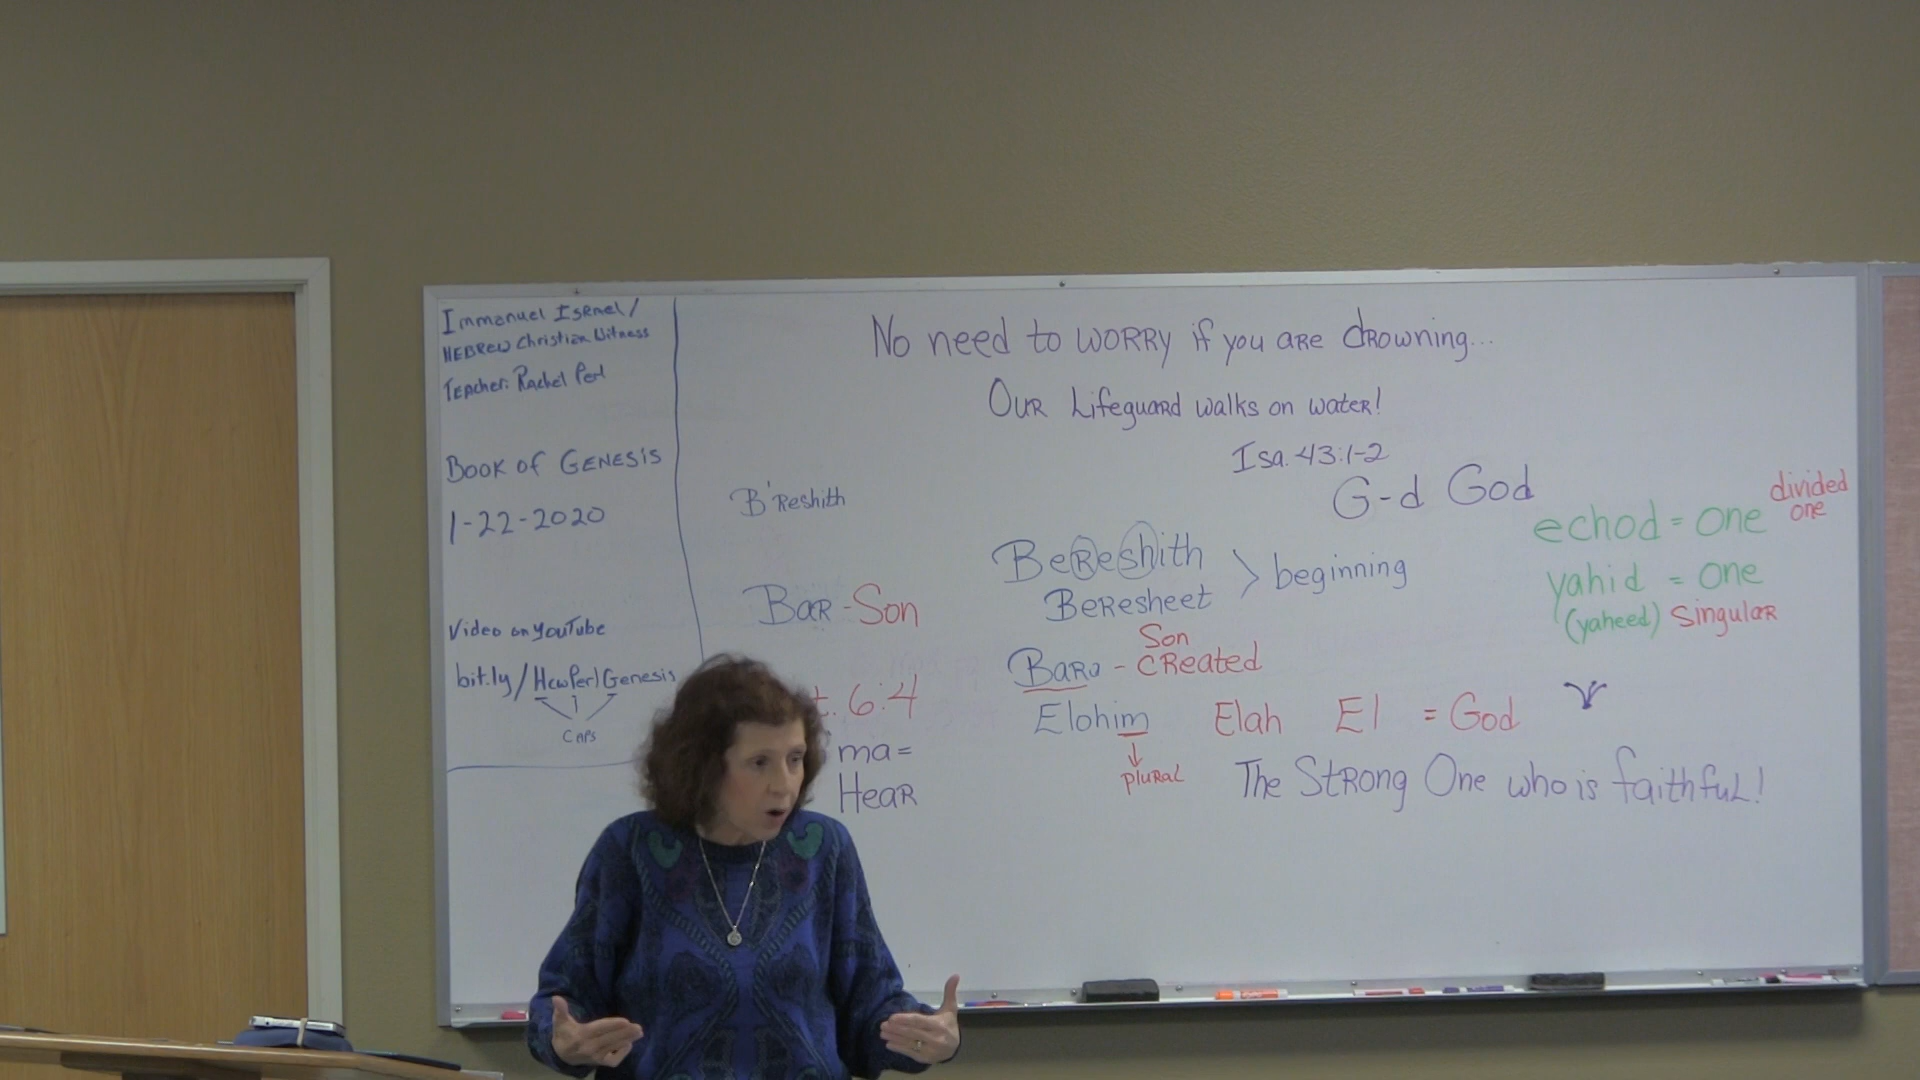 Immanuel Israel/
Hebrew Christian Witness
Teacher: Rachel Perl
Book of Genesis
1-22-2020
Video on YouTube
bit.ly/HcwPerlGenesis
CAPS
No need to worry if you are drowning...
Our Lifeguard walks on water!
Isa. 43:1-2
G-d God
B'Reshith
BeReshith
Beresheet
> beginning
echod = one
divided
one
yahid = one
(yaheed) Singular
Bar - Son
Son
Bara - Created
t. 6:4
ma =
Hear
Elohim Elah El = God
↓
plural
The Strong One who is faithful!